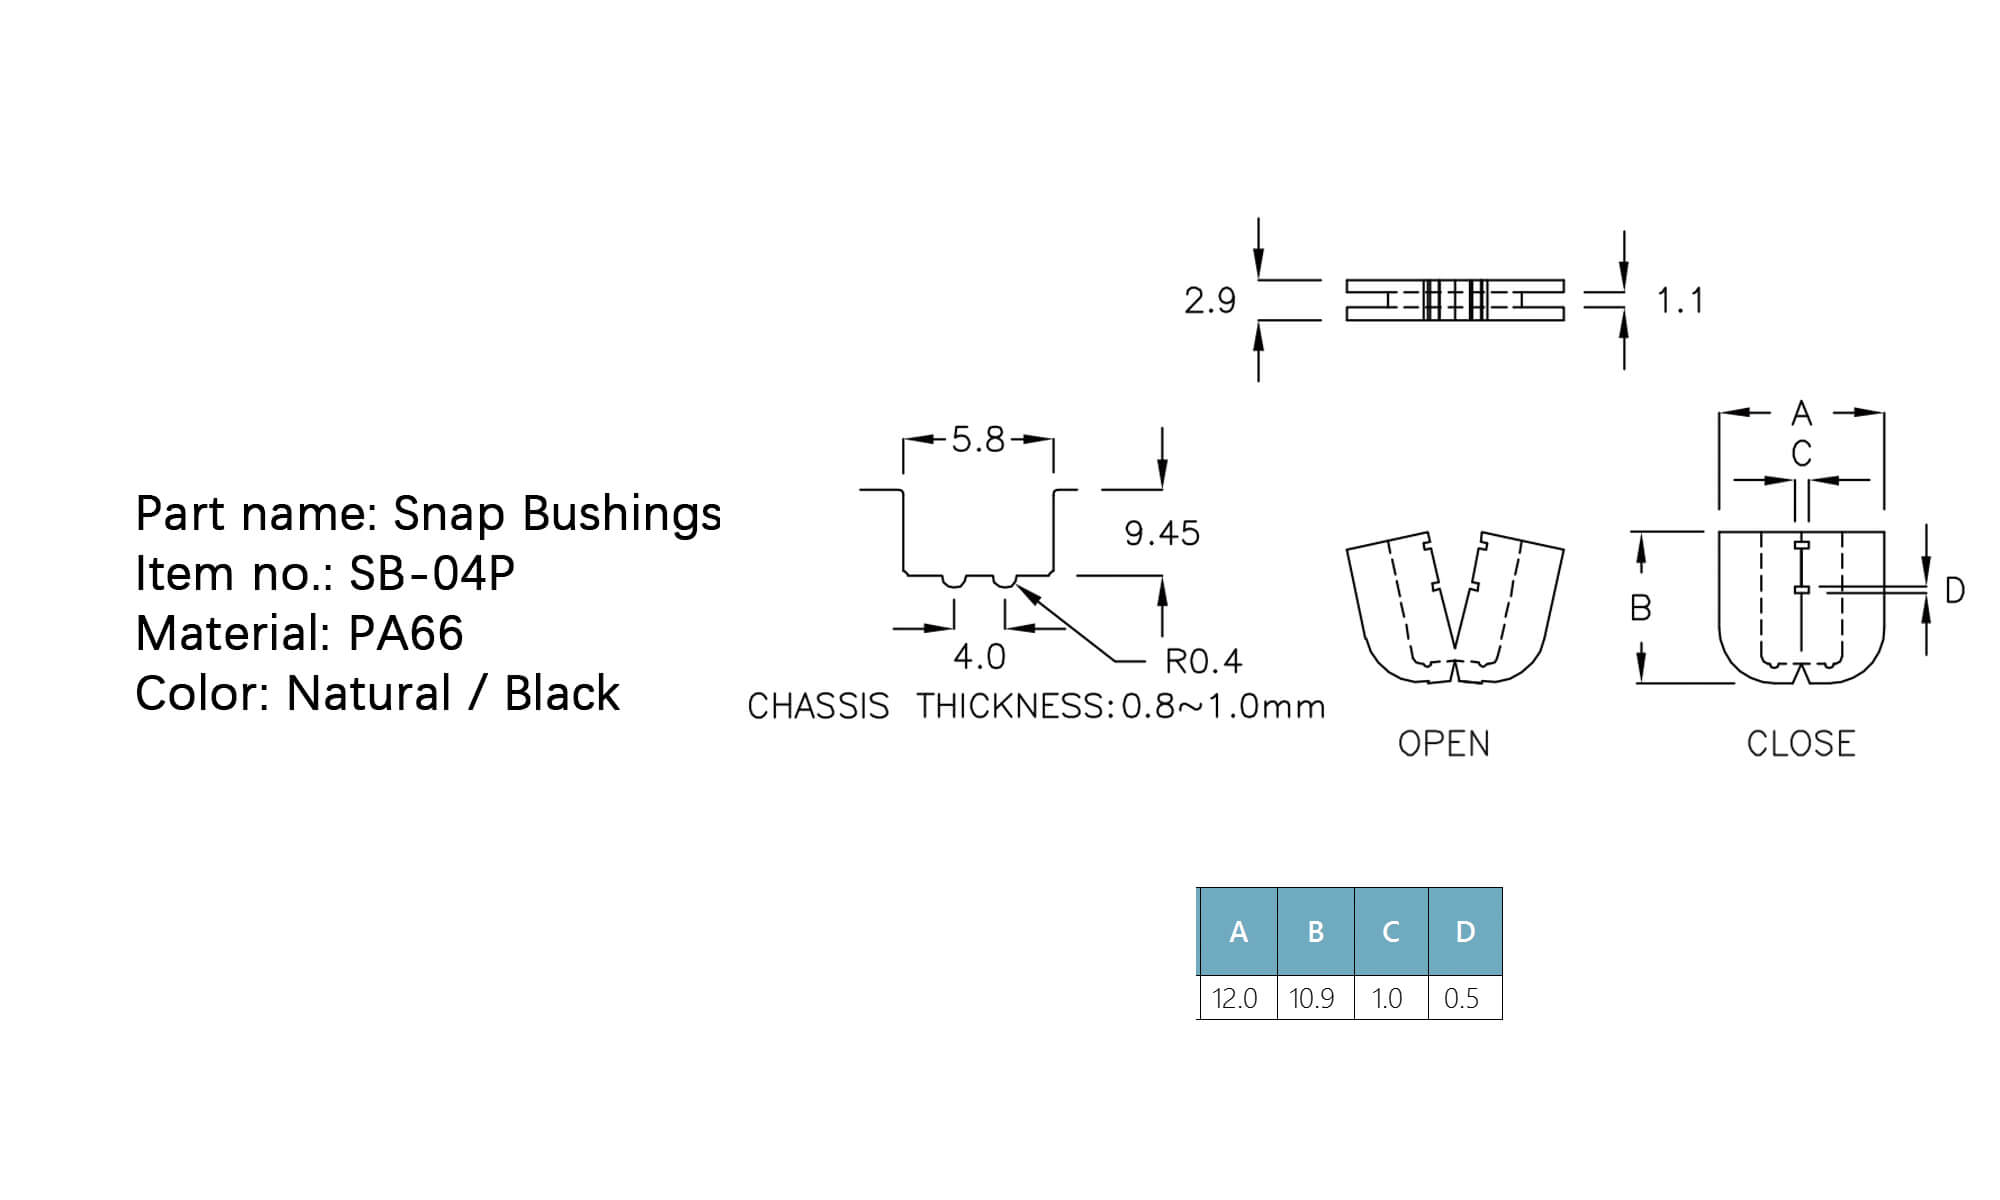 2.9
1.1
A
C
5.8
9.45
Part name: Snap Bushings
Item no.: SB-04P
Material: PA66
Color: Natural / Black
B
D
4.0
R0.4
CHASSIS THICKNESS:0.8~1.0mm
OPEN
CLOSE
A B C D
12.0 10.9 1.0 0.5